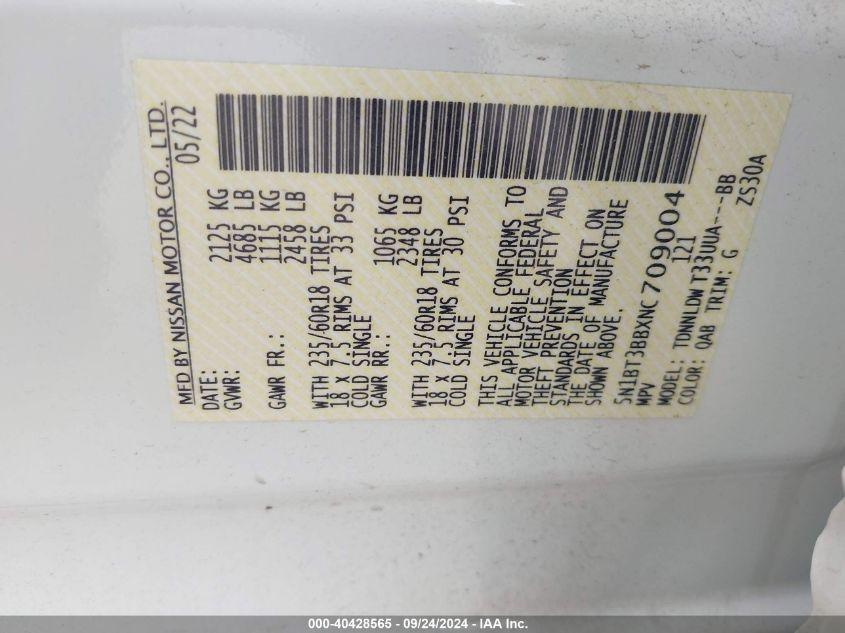 MFD BY NISSAN MOTOR CO., LTD.
DATE: 05/22
GVWR: 2125 KG
4685 LB
GAWR FR.: 1115 KG
2458 LB
WITH 235/60R18 TIRES
18 x 7.5 RIMS AT 33 PSI
COLD SINGLE
GAWR RR.: 1065 KG
2348 LB
WITH 235/60R18 TIRES
18 x 7.5 RIMS AT 30 PSI
COLD SINGLE
THIS VEHICLE CONFORMS TO
ALL APPLICABLE FEDERAL
MOTOR VEHICLE SAFETY AND
THEFT PREVENTION
STANDARDS IN EFFECT ON
THE DATE OF MANUFACTURE
SHOWN ABOVE.
5N1BT3BBXNC709004
MPV 121
MODEL: TDNNLDWT33UUA---BB
COLOR: QAB TRIM: G ZS30A
000-40428565 - 09/24/2024 - IAA Inc.